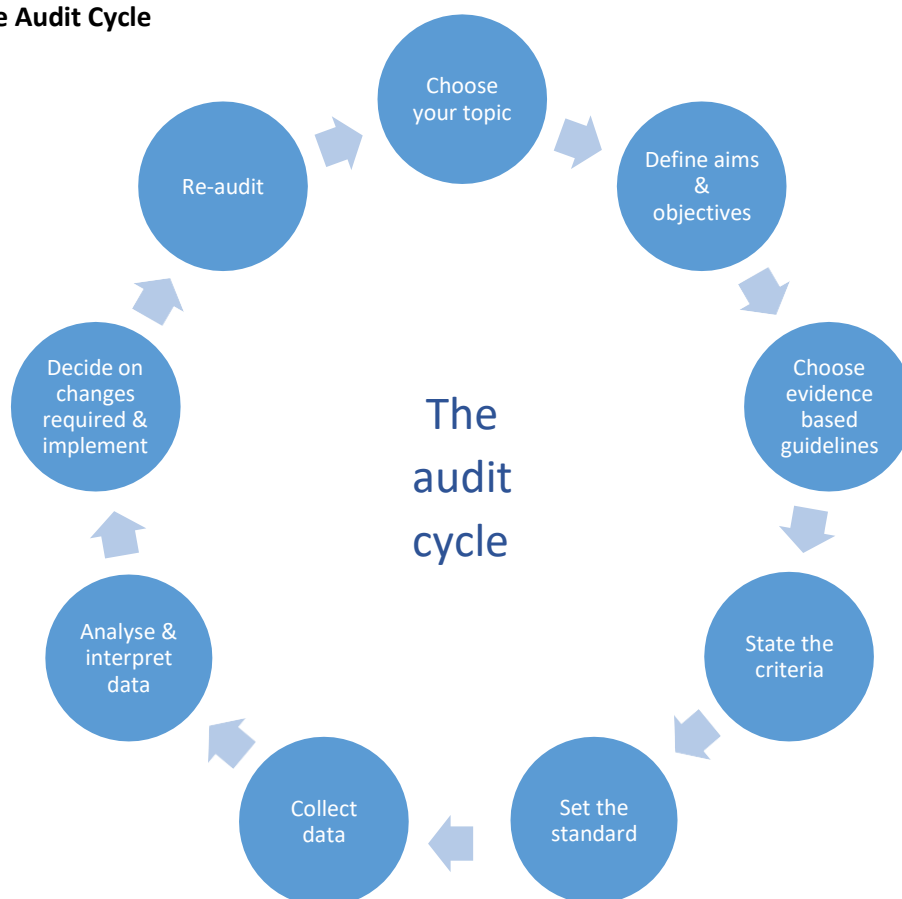 e Audit Cycle
Choose
your topic
Define aims
&
objectives
Choose
evidence
based
guidelines
State the
criteria
Set the
standard
Collect
data
Analyse &
interpret
data
Decide on
changes
required &
implement
Re-audit
The
audit
cycle